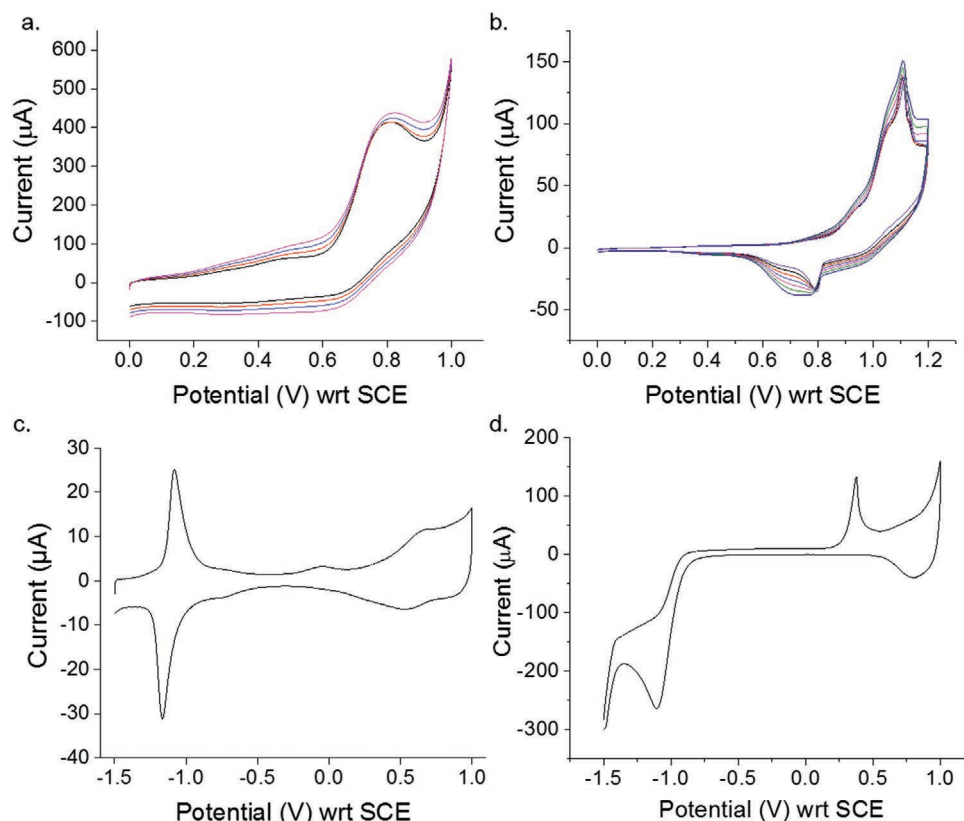 a.
600
500
400
300
200
100
0
-100
Current (µA)
0.0 0.2 0.4 0.6 0.8 1.0
Potential (V) wrt SCE
b.
150
100
50
0
-50
Current (µA)
0.0 0.2 0.4 0.6 0.8 1.0 1.2
Potential (V) wrt SCE
c.
30
20
10
0
-10
-20
-30
-40
Current (µA)
-1.5 -1.0 -0.5 0.0 0.5 1.0
Potential (V) wrt SCE
d.
200
100
0
-100
-200
-300
Current (µA)
-1.5 -1.0 -0.5 0.0 0.5 1.0
Potential (V) wrt SCE